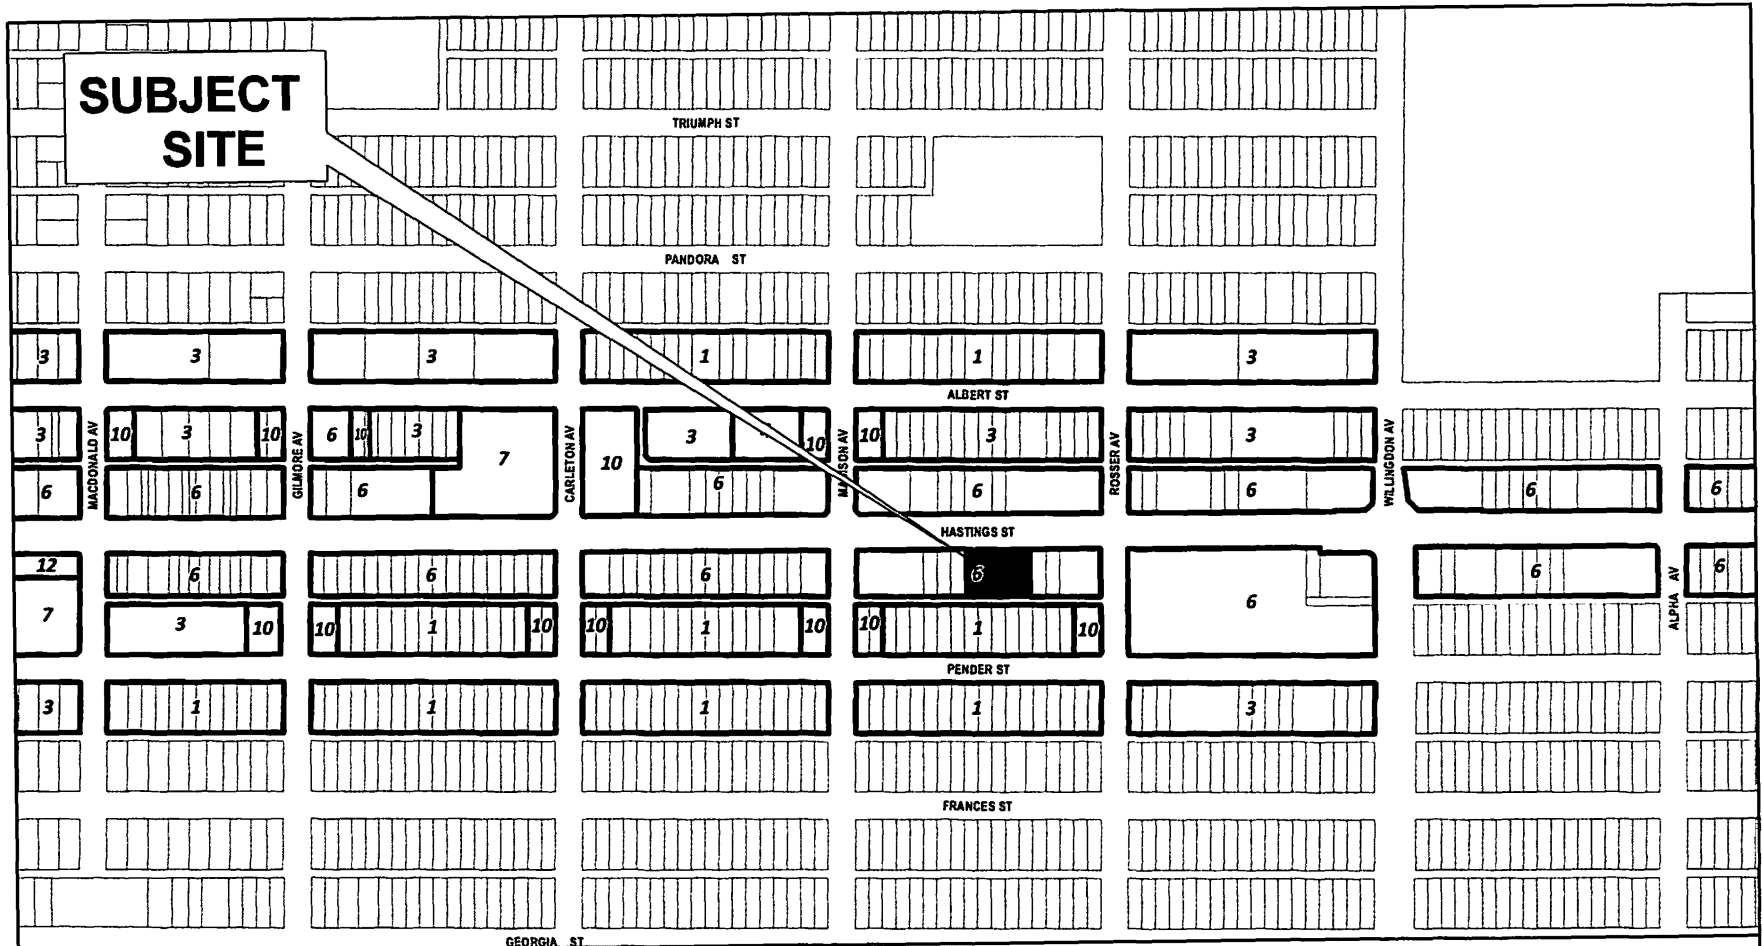 SUBJECT
SITE
TRIUMPH ST
PANDORA ST
3 3 3 1 1 3
ALBERT ST
3 10 3 10 6 10 3 7 10 3 10 10 3 3
MACDONALD AV
GILMORE AV
CARLETON AV
ROSSER AV
WILLINGDON AV
6 6 6 6 6 6 6 6
HASTINGS ST
12 6 6 6 6 6 6 6
ALPHA AV
7 3 10 10 1 10 10 1 10 10 1 10
PENDER ST
3 1 1 1 1 3
FRANCES ST
GEORGIA ST